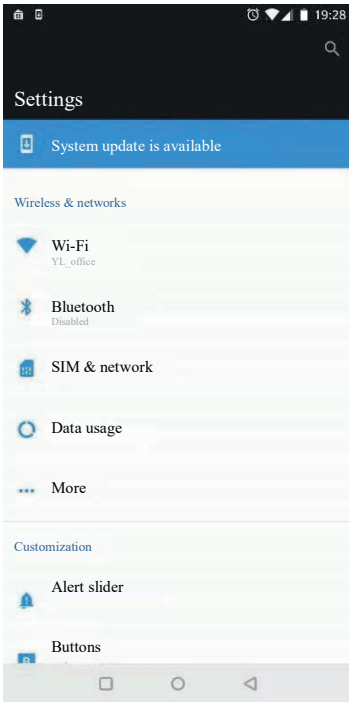 19:28
Settings
System update is available
Wireless & networks
Wi-Fi
YL_office
Bluetooth
Disabled
SIM & network
Data usage
More
Customization
Alert slider
Buttons